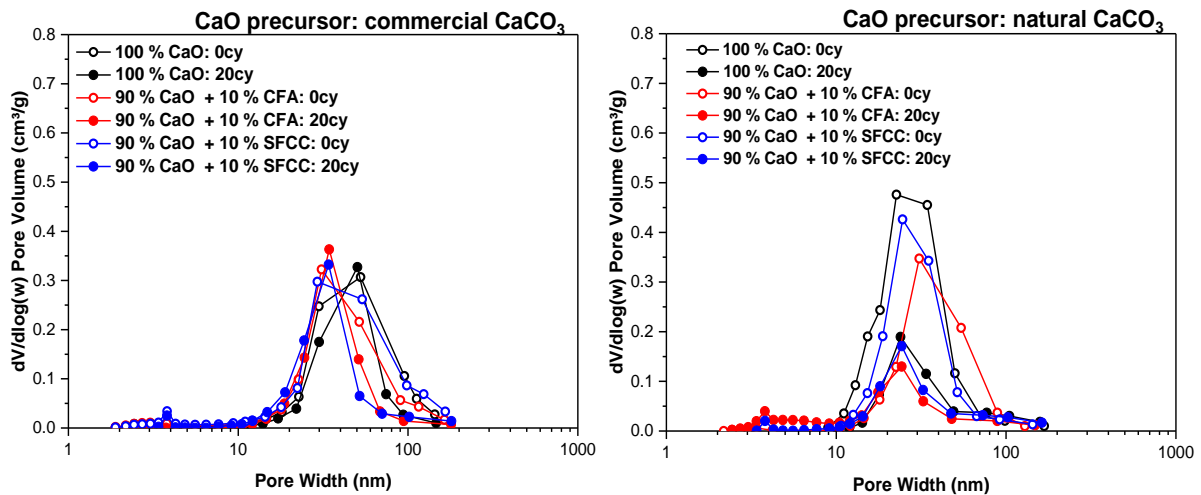 CaO precursor: commercial CaCO₃
0.8
0.7
0.6
0.5
0.4
0.3
0.2
0.1
0.0
dV/dlog(w) Pore Volume (cm³/g)
100 % CaO: 0cy
100 % CaO: 20cy
90 % CaO + 10 % CFA: 0cy
90 % CaO + 10 % CFA: 20cy
90 % CaO + 10 % SFCC: 0cy
90 % CaO + 10 % SFCC: 20cy
1 10 100 1000
Pore Width (nm)
CaO precursor: natural CaCO₃
0.8
0.7
0.6
0.5
0.4
0.3
0.2
0.1
0.0
dV/dlog(w) Pore Volume (cm³/g)
100 % CaO: 0cy
100 % CaO: 20cy
90 % CaO + 10 % CFA: 0cy
90 % CaO + 10 % CFA: 20cy
90 % CaO + 10 % SFCC: 0cy
90 % CaO + 10 % SFCC: 20cy
1 10 100 1000
Pore Width (nm)